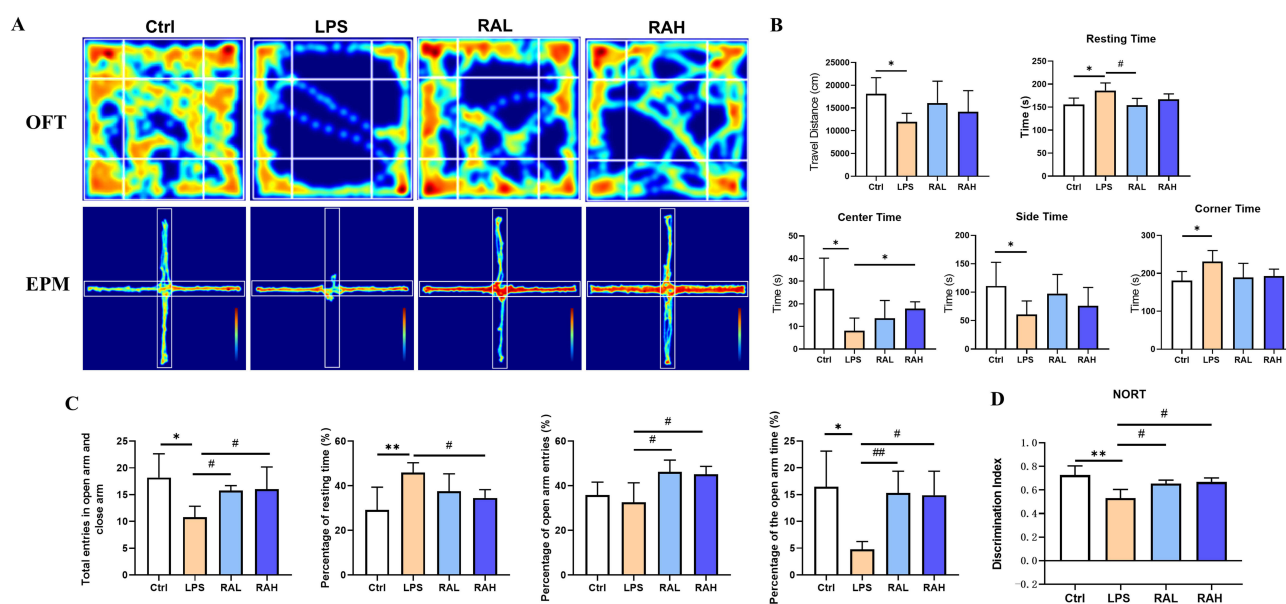 A
Ctrl LPS RAL RAH
OFT
EPM
B
Travel Distance (cm)
25000
20000
15000
10000
5000
0
*
Ctrl LPS RAL RAH
Resting Time
Time (s)
250
200
150
100
50
0
* #
Ctrl LPS RAL RAH
Center Time
Time (s)
50
40
30
20
10
0
* *
Ctrl LPS RAL RAH
Side Time
Time (s)
200
150
100
50
0
*
Ctrl LPS RAL RAH
Corner Time
Time (s)
400
300
200
100
0
*
Ctrl LPS RAL RAH
C
Total entries in open arm and
close arm
25
20
15
10
5
0
* # #
Ctrl LPS RAL RAH
Percentage of resting time (%)
60
40
20
0
** #
Ctrl LPS RAL RAH
Percentage of open arm entries (%)
60
40
20
0
# #
Ctrl LPS RAL RAH
Percentage of the open arm time (%)
25
20
15
10
5
0
* ## #
Ctrl LPS RAL RAH
D
NORT
Discrimination Index
1.0
0.8
0.6
0.4
0.2
0.0
−0.2
** # #
Ctrl LPS RAL RAH